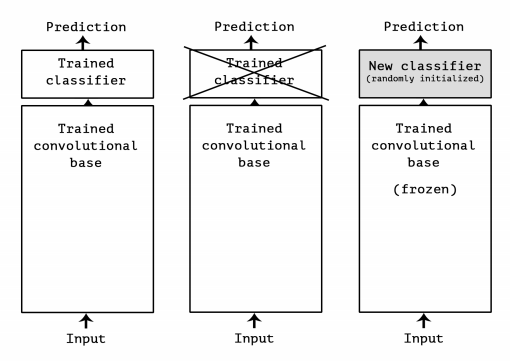 Prediction
Trained
classifier
Trained
convolutional
base
Input
Prediction
Trained
classifier
Trained
convolutional
base
Input
Prediction
New classifier
(randomly initialized)
Trained
convolutional
base
(frozen)
Input